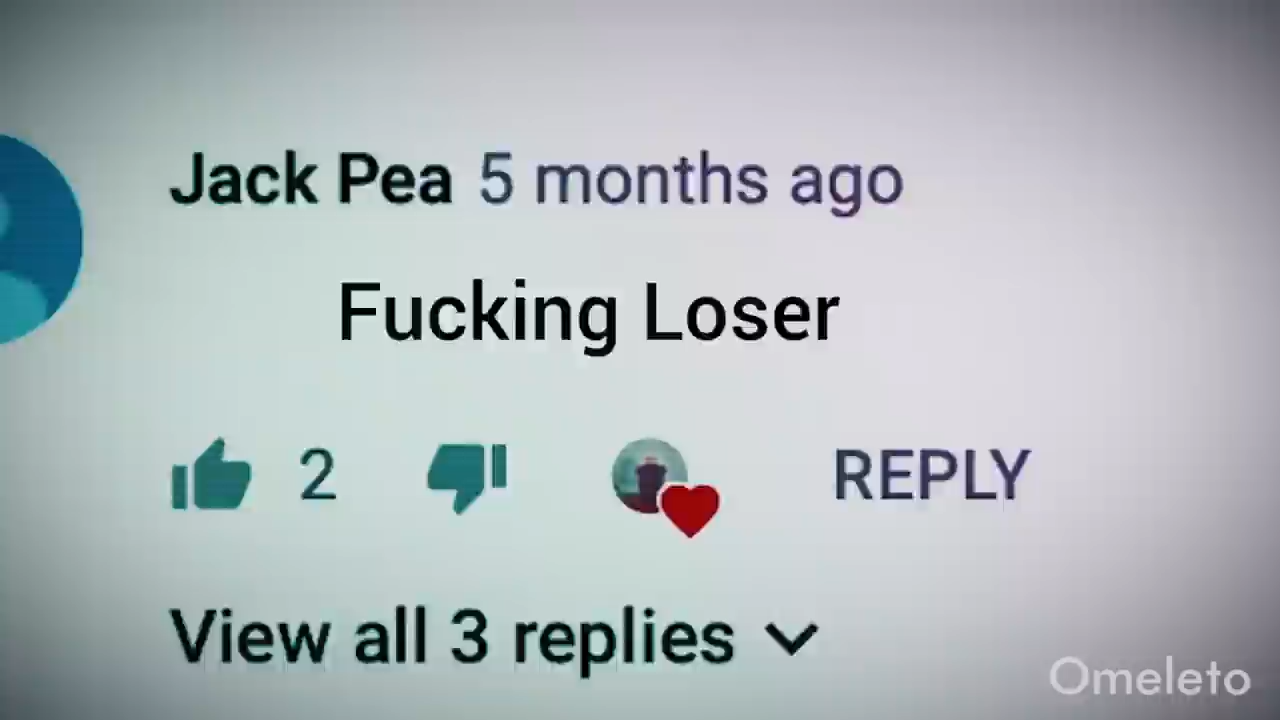 Jack Pea 5 months ago
Fucking Loser
2
REPLY
View all 3 replies
Omeleto